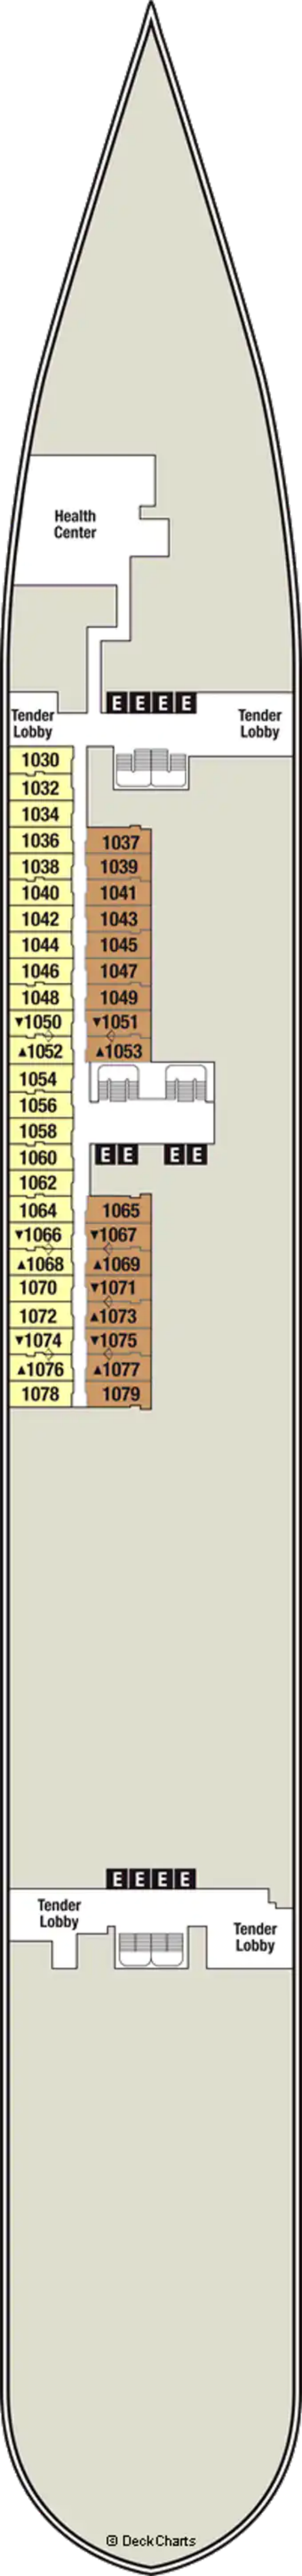 Health
Center
E E E E
Tender
Lobby
Tender
Lobby
1030
1032
1034
1036 1037
1038 1039
1040 1041
1042 1043
1044 1045
1046 1047
1048 1049
▼1050 ▼1051
▲1052 ▲1053
1054
1056
1058
1060 E E E E
1062
1064 1065
▼1066 ▼1067
▲1068 ▲1069
1070 ▼1071
1072 ▲1073
▼1074 ▼1075
▲1076 ▲1077
1078 1079
E E E E
Tender
Lobby
Tender
Lobby
© DeckCharts